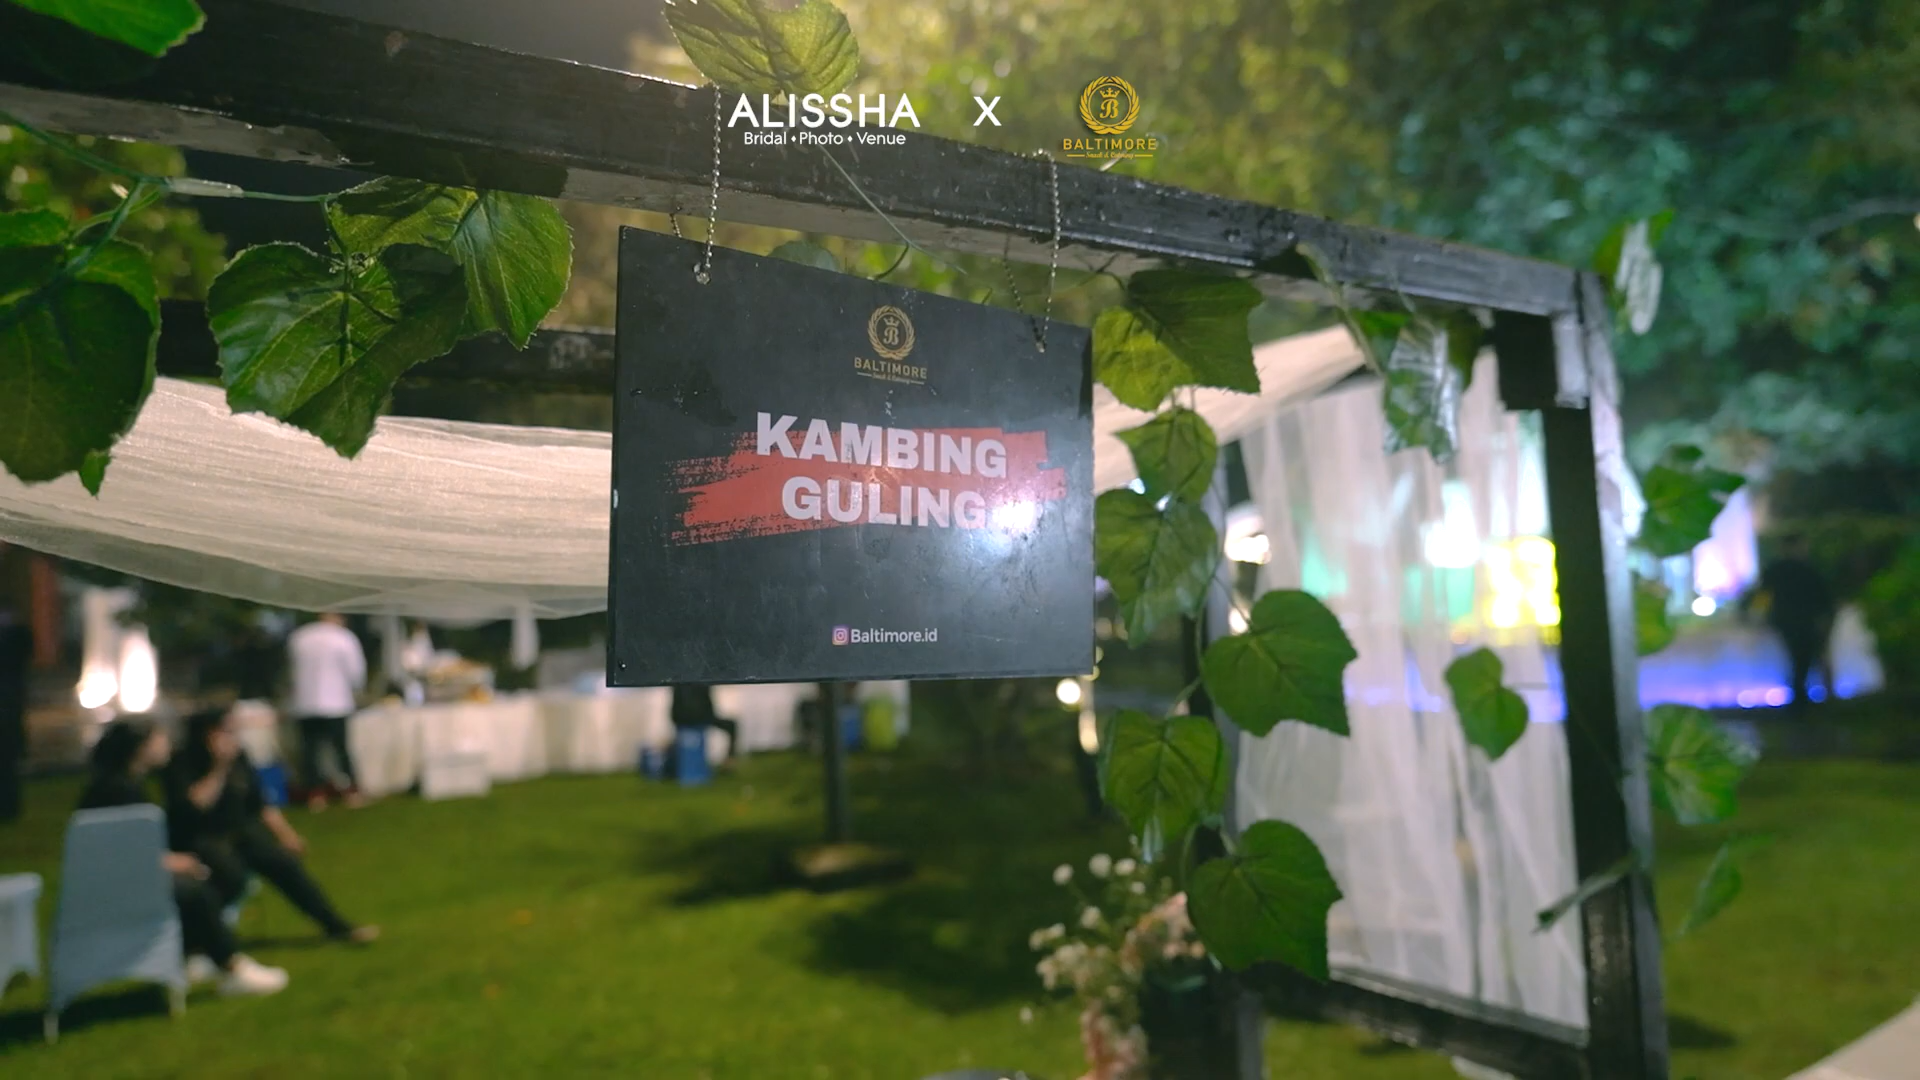 ALISSHA X
Bridal • Photo • Venue
B
BALTIMORE
B
BALTIMORE
KAMBING
GULING
Baltimore.id